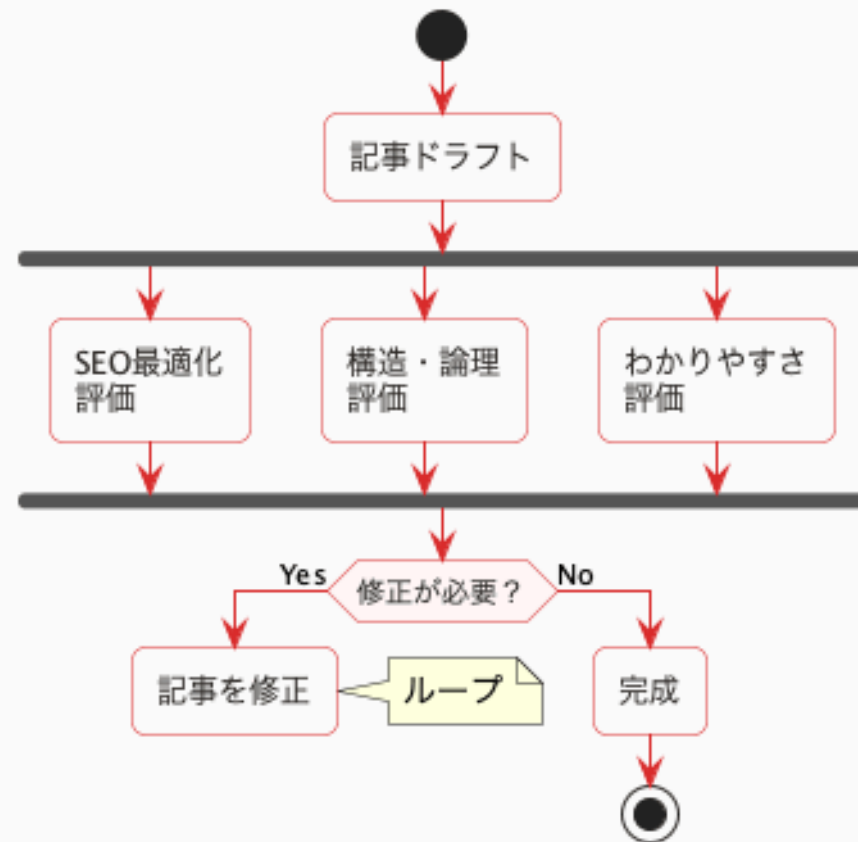 記事ドラフト
SEO最適化
評価
構造・論理
評価
わかりやすさ
評価
Yes
修正が必要？
No
記事を修正
ループ
完成